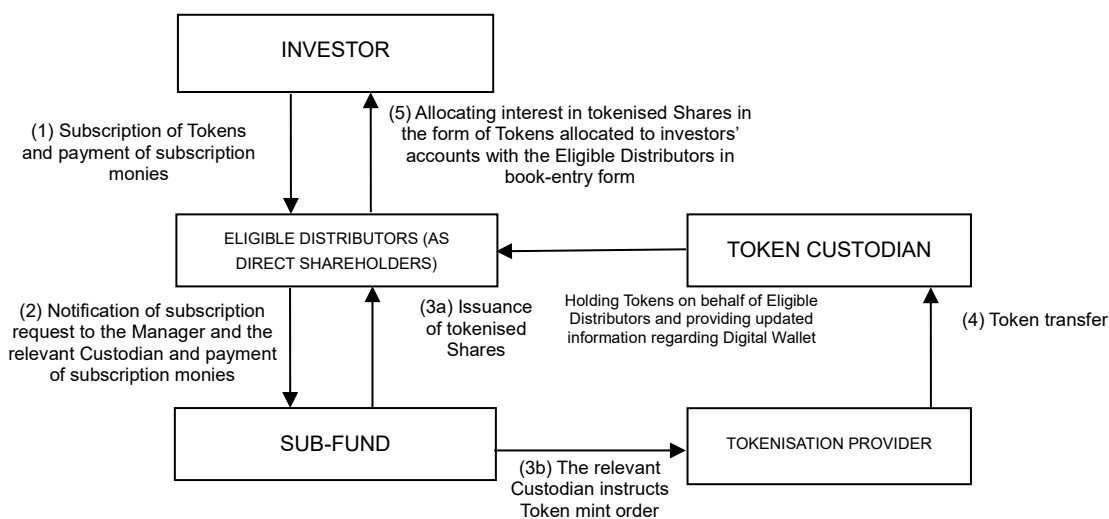 INVESTOR
(1) Subscription of Tokens
and payment of subscription
monies
(5) Allocating interest in tokenised Shares in
the form of Tokens allocated to investors’
accounts with the Eligible Distributors in
book-entry form
ELIGIBLE DISTRIBUTORS (AS
DIRECT SHAREHOLDERS)
TOKEN CUSTODIAN
(2) Notification of subscription
request to the Manager and the
relevant Custodian and payment
of subscription monies
(3a) Issuance
of tokenised
Shares
Holding Tokens on behalf of Eligible
Distributors and providing updated
information regarding Digital Wallet
(4) Token transfer
SUB-FUND
(3b) The relevant
Custodian instructs
Token mint order
TOKENISATION PROVIDER